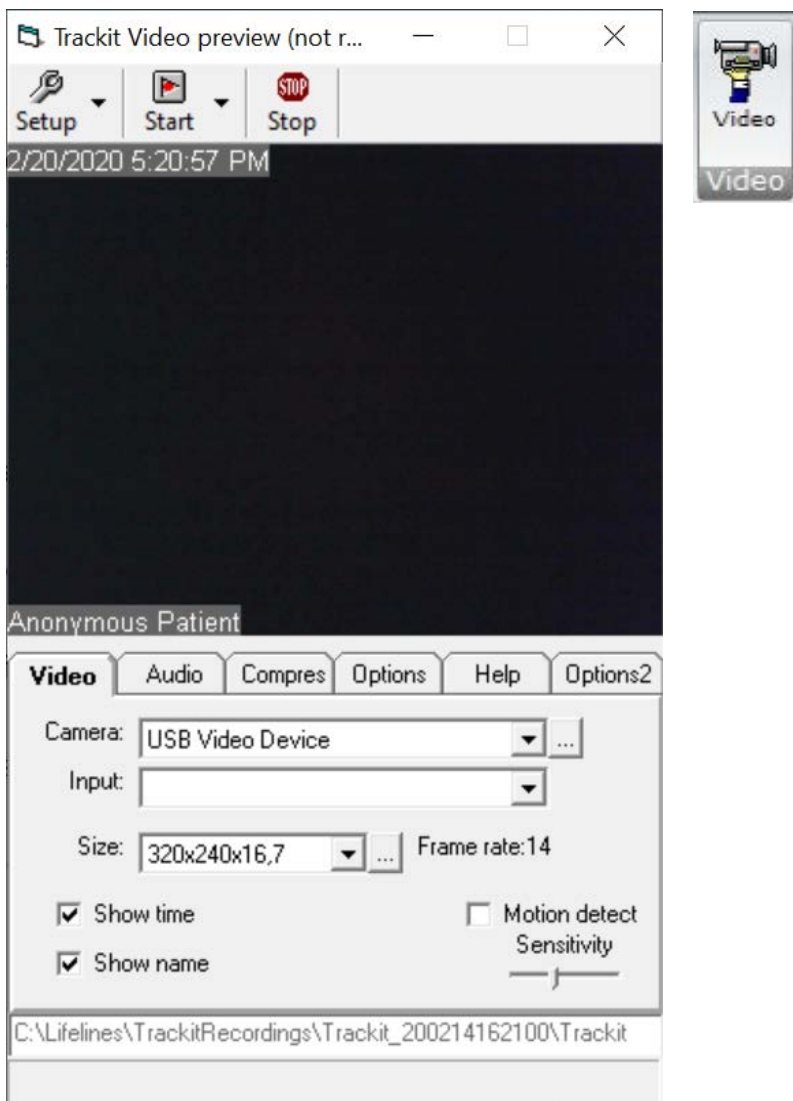 Trackit Video preview (not r...
Setup Start STOP Stop
2/20/2020 5:20:57 PM
Anonymous Patient
Video Audio Compres Options Help Options2
Camera: USB Video Device ...
Input:
Size: 320x240x16,7 ... Frame rate:14
Show time Motion detect
Sensitivity
Show name
C:\Lifelines\TrackitRecordings\Trackit_200214162100\Trackit
Video
Video